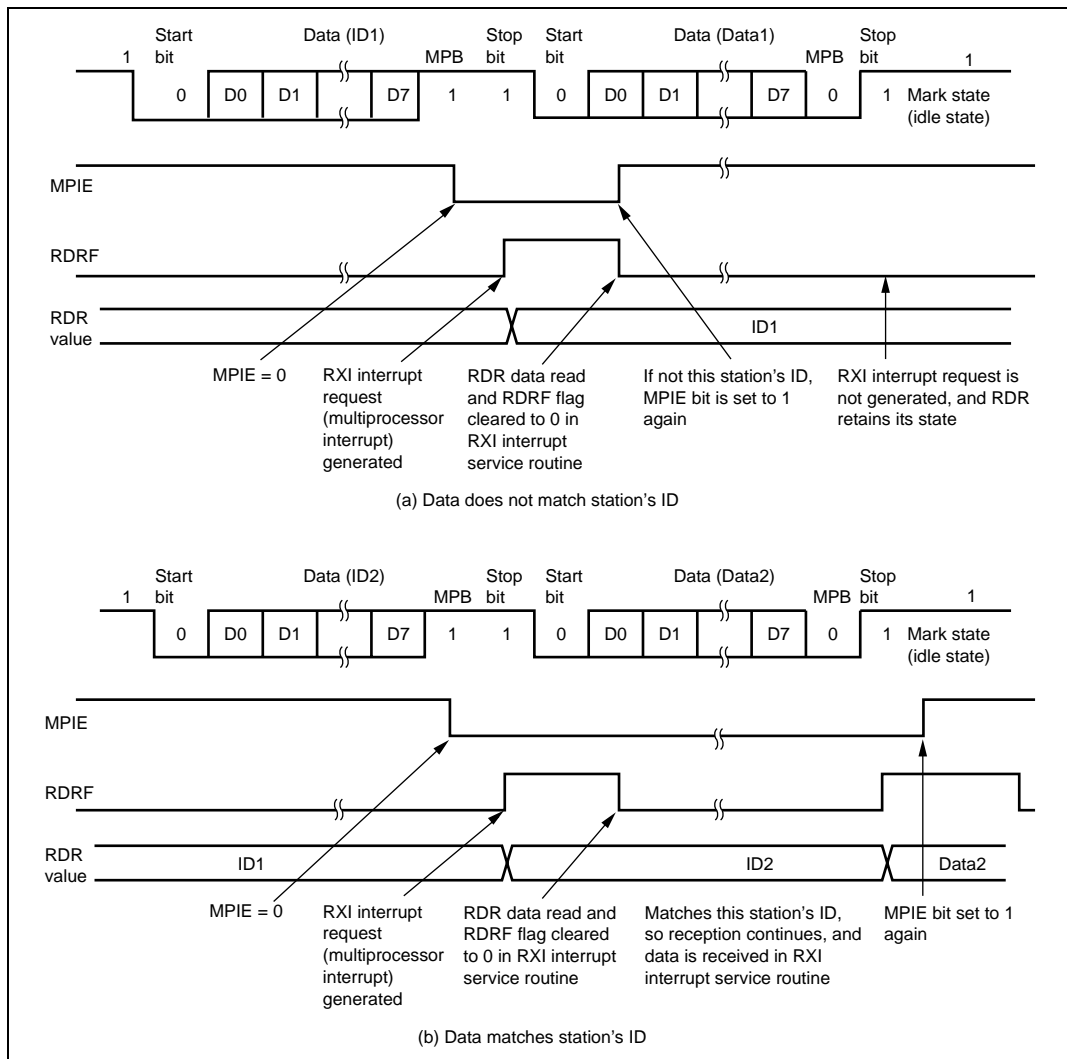 Start Data (ID1) Stop Start Data (Data1) Stop
1 bit MPB bit bit MPB bit 1
0 D0 D1 D7 1 1 0 D0 D1 D7 0 1 Mark state
(idle state)
MPIE
RDRF
RDR
value
ID1
MPIE = 0
RXI interrupt
request
(multiprocessor
interrupt)
generated
RDR data read
and RDRF flag
cleared to 0 in
RXI interrupt
service routine
If not this station's ID,
MPIE bit is set to 1
again
RXI interrupt request is
not generated, and RDR
retains its state
(a) Data does not match station's ID
Start Data (ID2) Stop Start Data (Data2) Stop
1 bit MPB bit bit MPB bit 1
0 D0 D1 D7 1 1 0 D0 D1 D7 0 1 Mark state
(idle state)
MPIE
RDRF
RDR
value
ID1 ID2 Data2
MPIE = 0
RXI interrupt
request
(multiprocessor
interrupt)
generated
RDR data read and
RDRF flag cleared
to 0 in RXI interrupt
service routine
Matches this station's ID,
so reception continues, and
data is received in RXI
interrupt service routine
MPIE bit set to 1
again
(b) Data matches station's ID